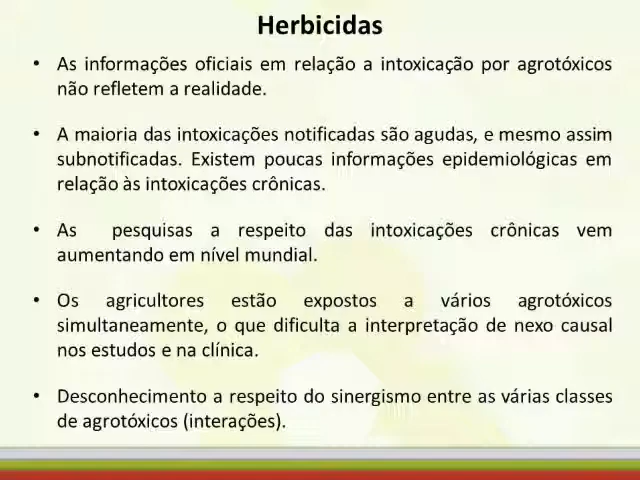 Herbicidas
• As informações oficiais em relação a intoxicação por agrotóxicos
não refletem a realidade.
• A maioria das intoxicações notificadas são agudas, e mesmo assim
subnotificadas. Existem poucas informações epidemiológicas em
relação às intoxicações crônicas.
• As pesquisas a respeito das intoxicações crônicas vem
aumentando em nível mundial.
• Os agricultores estão expostos a vários agrotóxicos
simultaneamente, o que dificulta a interpretação de nexo causal
nos estudos e na clínica.
• Desconhecimento a respeito do sinergismo entre as várias classes
de agrotóxicos (interações).